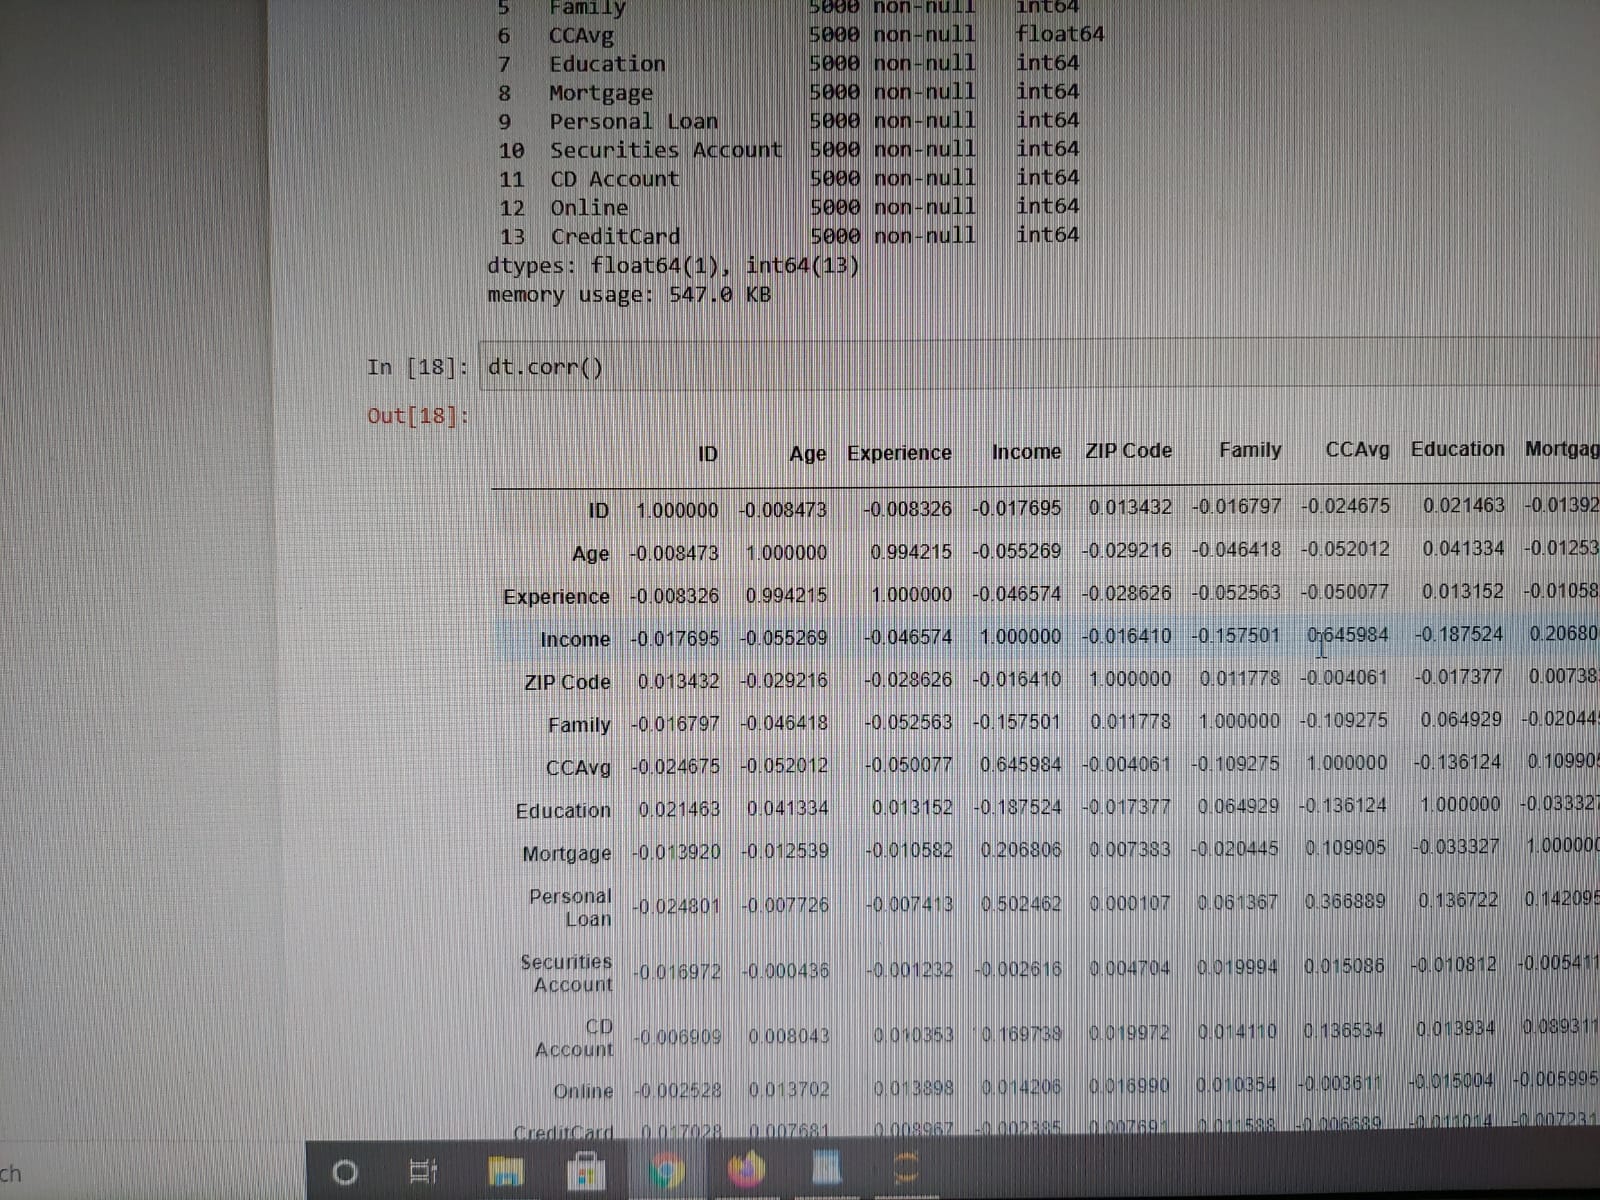 5 Family 5000 non-null int64
6 CCAvg 5000 non-null float64
7 Education 5000 non-null int64
8 Mortgage 5000 non-null int64
9 Personal Loan 5000 non-null int64
10 Securities Account 5000 non-null int64
11 CD Account 5000 non-null int64
12 Online 5000 non-null int64
13 CreditCard 5000 non-null int64
dtypes: float64(1), int64(13)
memory usage: 547.0 KB
In [18]: dt.corr()
Out[18]:
ID Age Experience Income ZIP Code Family CCAvg Education Mortgag
ID 1.000000 -0.008473 -0.008326 -0.017695 0.013432 -0.016797 -0.024675 0.021463 -0.01392
Age -0.008473 1.000000 0.994215 -0.055269 -0.029216 -0.046418 -0.052012 0.041334 -0.01253
Experience -0.008326 0.994215 1.000000 -0.046574 -0.028626 -0.052563 -0.050077 0.013152 -0.01058
Income -0.017695 -0.055269 -0.046574 1.000000 -0.016410 -0.157501 0.645984 -0.187524 0.20680
ZIP Code 0.013432 -0.029216 -0.028626 -0.016410 1.000000 0.011778 -0.004061 -0.017377 0.00738
Family -0.016797 -0.046418 -0.052563 -0.157501 0.011778 1.000000 -0.109275 0.064929 -0.020445
CCAvg -0.024675 -0.052012 -0.050077 0.645984 -0.004061 -0.109275 1.000000 -0.136124 0.109905
Education 0.021463 0.041334 0.013152 -0.187524 -0.017377 0.064929 -0.136124 1.000000 -0.033327
Mortgage -0.013920 -0.012539 -0.010582 0.206806 0.007383 -0.020445 0.109905 -0.033327 1.000000
Personal
Loan -0.024801 -0.007726 -0.007413 0.502462 0.000107 0.061367 0.366889 0.136722 0.142095
Securities
Account -0.016972 -0.000436 -0.001232 -0.002616 0.004704 0.019994 0.015086 -0.010812 -0.005411
CD
Account -0.006909 0.008043 0.010353 0.169738 0.019972 0.014110 0.136534 0.013934 0.089311
Online -0.002528 0.013702 0.013898 0.014206 0.016990 0.010354 -0.003611 -0.015004 -0.005995
CreditCard 0.017028 0.007681 0.008967 -0.002385 0.007691 0.011588 -0.006689 -0.011014 -0.007231
ch